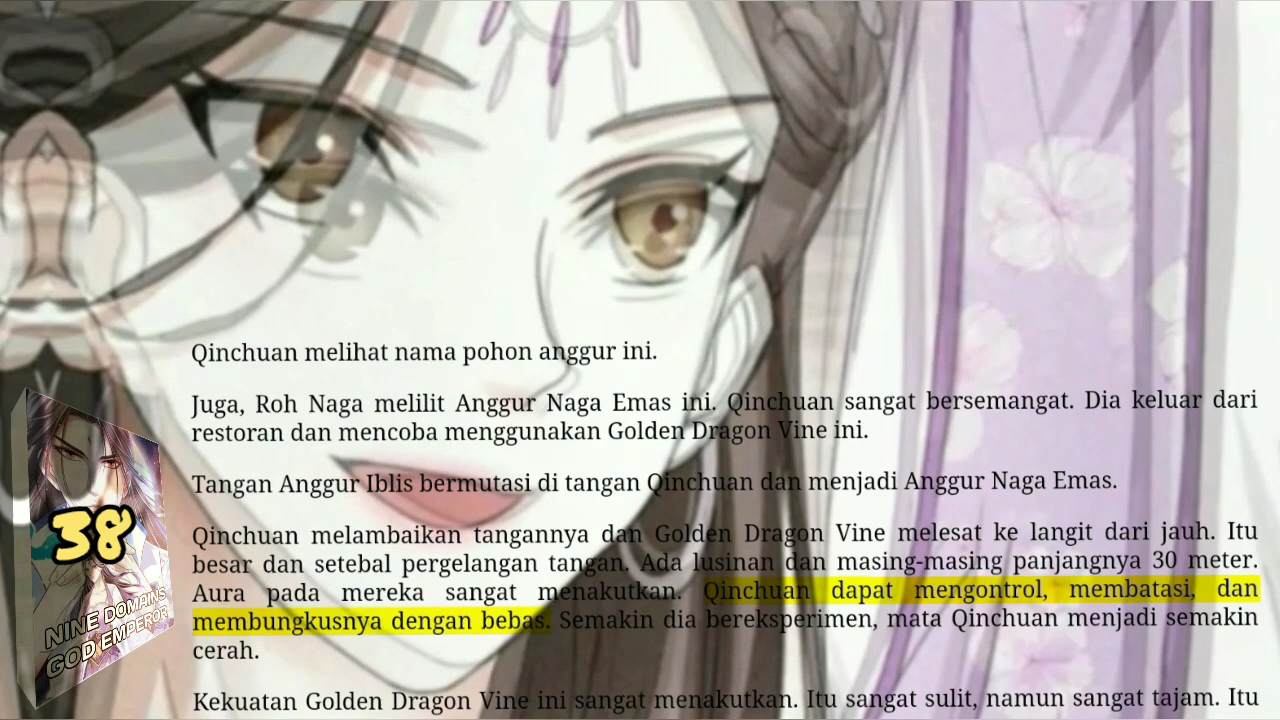 Qinchuan melihat nama pohon anggur ini.
Juga, Roh Naga melilit Anggur Naga Emas ini. Qinchuan sangat bersemangat. Dia keluar dari
restoran dan mencoba menggunakan Golden Dragon Vine ini.
Tangan Anggur Iblis bermutasi di tangan Qinchuan dan menjadi Anggur Naga Emas.
Qinchuan melambaikan tangannya dan Golden Dragon Vine melesat ke langit dari jauh. Itu
besar dan setebal pergelangan tangan. Ada lusinan dan masing-masing panjangnya 30 meter.
Aura pada mereka sangat menakutkan. Qinchuan dapat mengontrol, membatasi, dan
membungkusnya dengan bebas. Semakin dia bereksperimen, mata Qinchuan menjadi semakin
cerah.
Kekuatan Golden Dragon Vine ini sangat menakutkan. Itu sangat sulit, namun sangat tajam. Itu
38
NINE DOMAINS
GOD EMPEROR